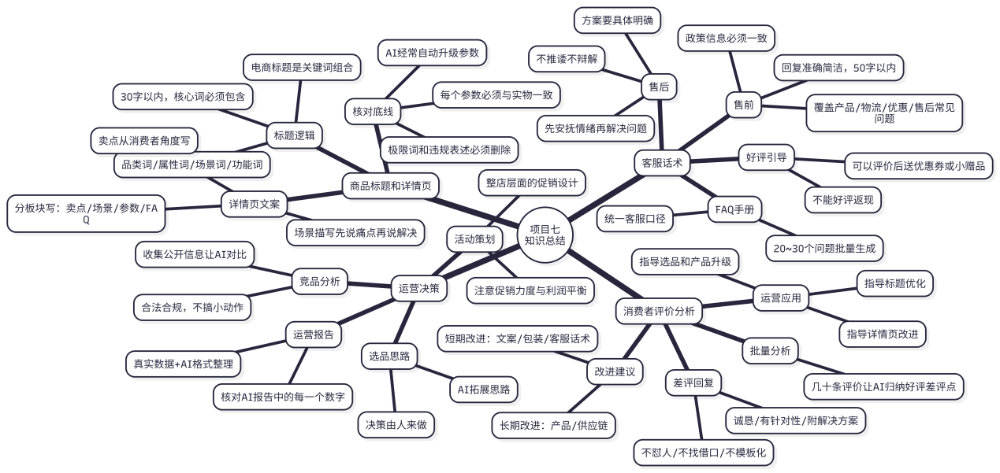 项目七
知识总结
商品标题和详情页
标题逻辑
电商标题是关键词组合
30字以内，核心词必须包含
品类词/属性词/场景词/功能词
详情页文案
卖点从消费者角度写
分板块写：卖点/场景/参数/FA
Q
场景描写先说痛点再说解决
核对底线
AI经常自动升级参数
每个参数必须与实物一致
极限词和违规表述必须删除
客服话术
售前
政策信息必须一致
回复准确简洁，50字以内
覆盖产品/物流/优惠/售后常见
问题
售后
方案要具体明确
不推诿不辩解
先安抚情绪再解决问题
好评引导
可以评价后送优惠券或小赠品
不能好评返现
FAQ手册
统一客服口径
20~30个问题批量生成
消费者评价分析
运营应用
指导选品和产品升级
指导标题优化
指导详情页改进
批量分析
几十条评价让AI归纳好评差评点
差评回复
诚恳/有针对性/附解决方案
不怼人/不找借口/不模板化
改进建议
短期改进：文案/包装/客服话术
长期改进：产品/供应链
运营决策
活动策划
整店层面的促销设计
注意促销力度与利润平衡
竞品分析
收集公开信息让AI对比
合法合规，不搞小动作
运营报告
真实数据+AI格式整理
核对AI报告中的每一个数字
选品思路
AI拓展思路
决策由人来做